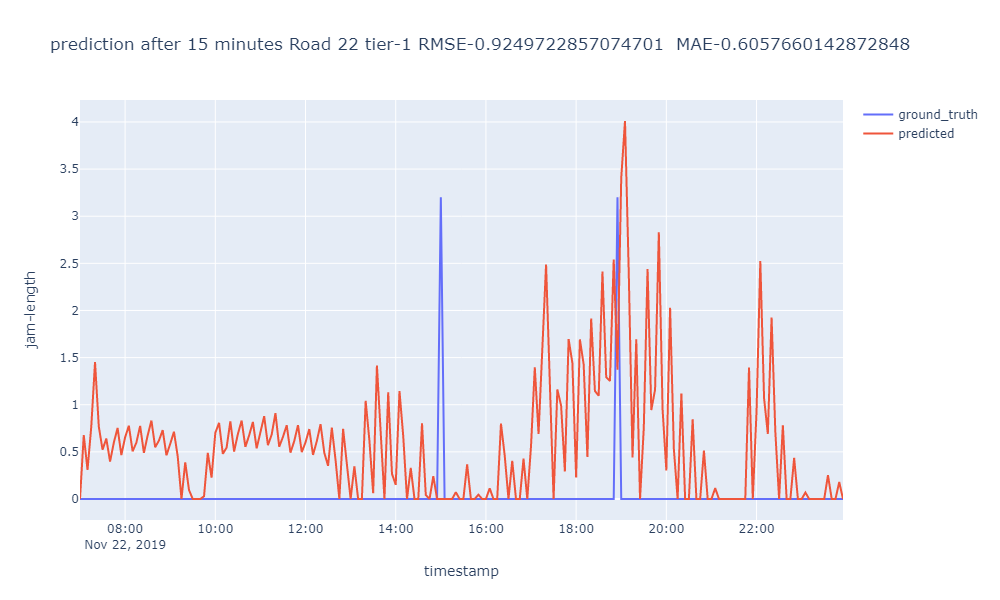 prediction after 15 minutes Road 22 tier-1 RMSE-0.9249722857074701  MAE-0.6057660142872848
ground_truth
predicted
4
3.5
3
2.5
2
1.5
1
0.5
0
jam-length
08:00 10:00 12:00 14:00 16:00 18:00 20:00 22:00
Nov 22, 2019
timestamp